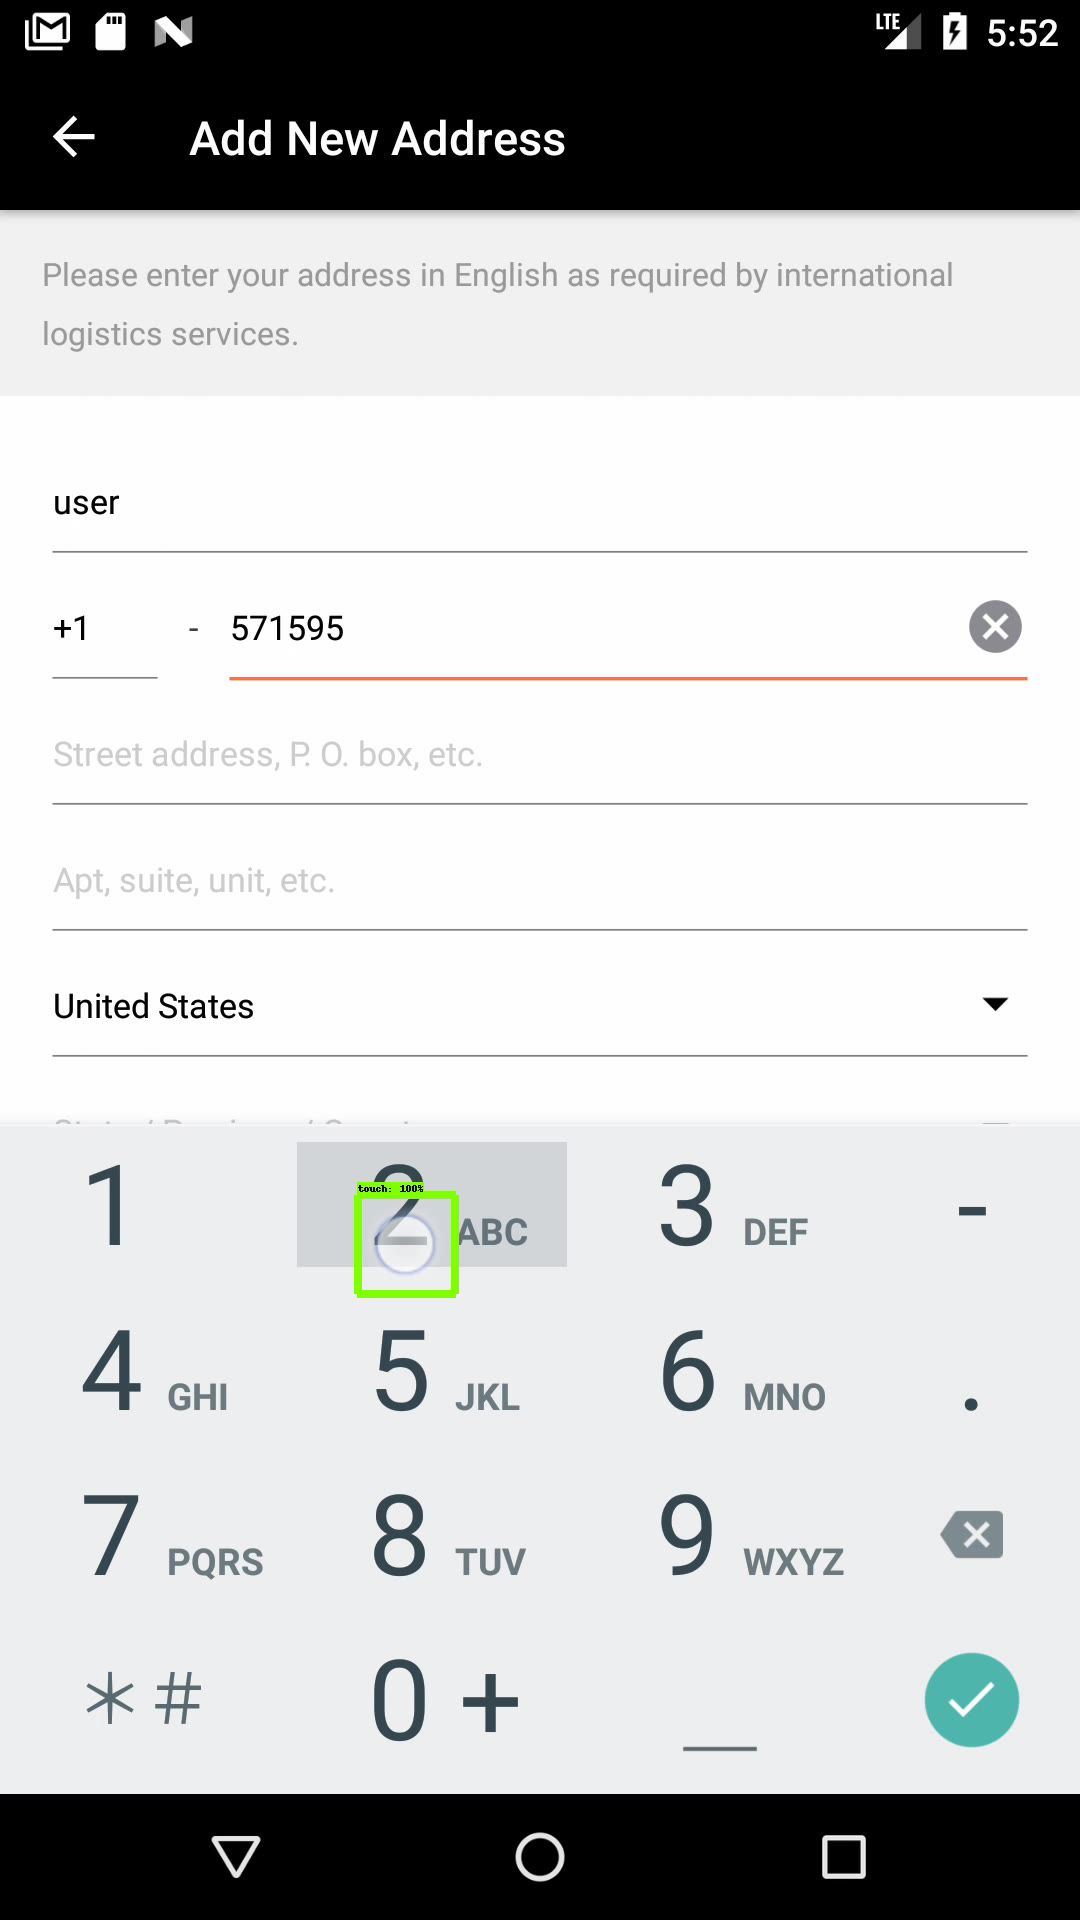 LTE 5:52
Add New Address
Please enter your address in English as required by international
logistics services.
user
+1 - 571595
Street address, P. O. box, etc.
Apt, suite, unit, etc.
United States
1 2 ABC 3 DEF -
touch: 100%
4 GHI 5 JKL 6 MNO .
7 PQRS 8 TUV 9 WXYZ
*# 0 + _